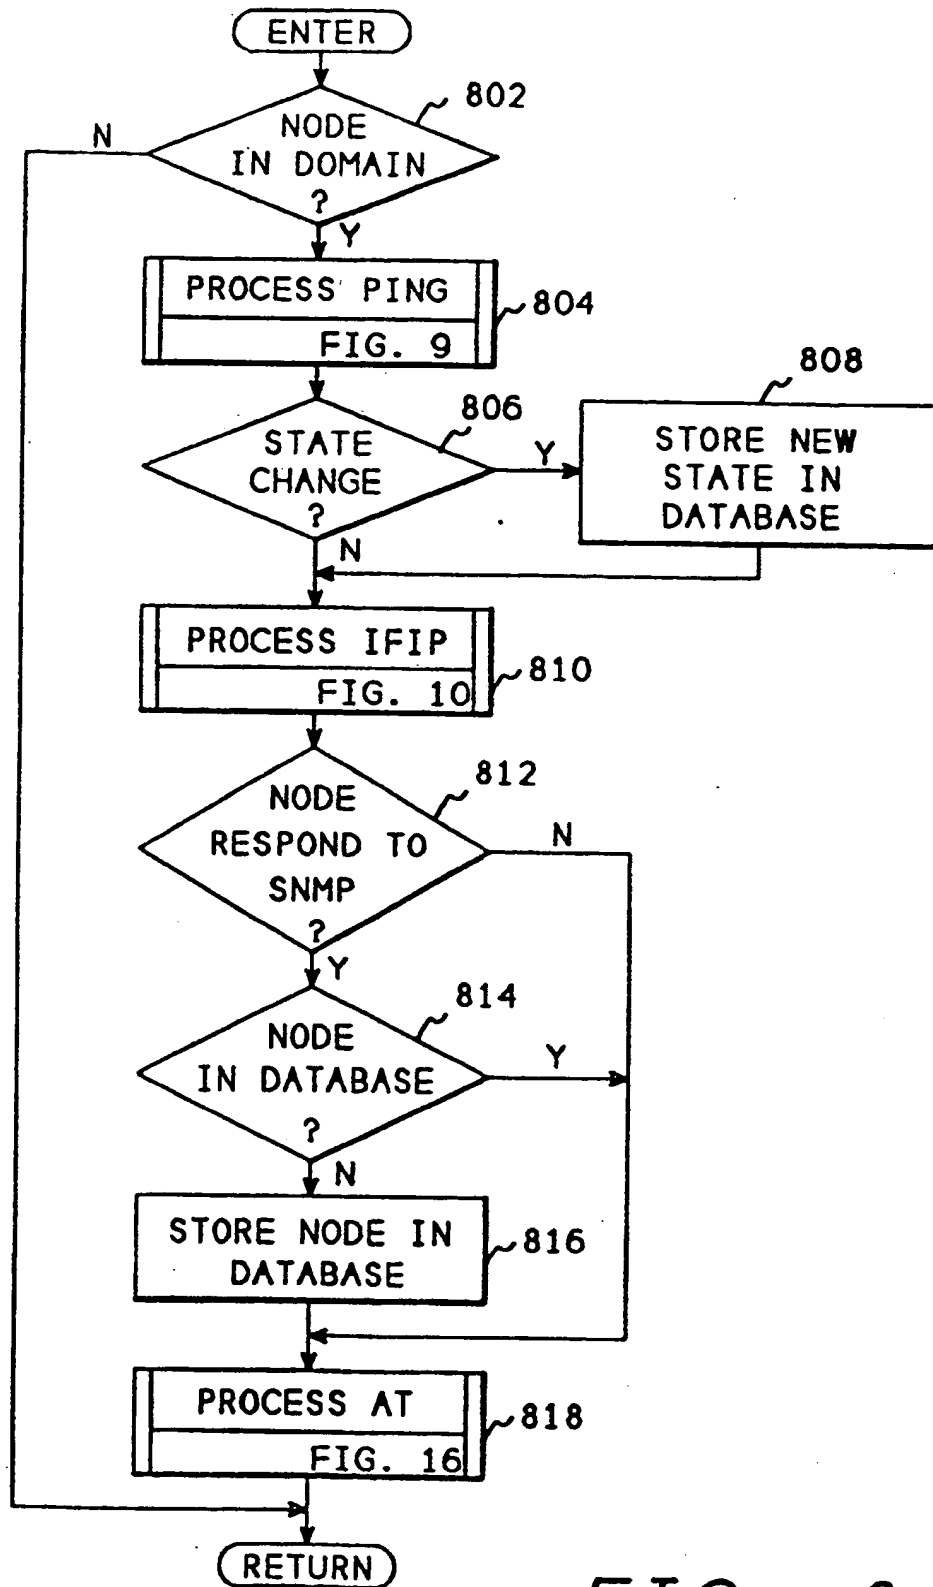 ENTER
802
NODE
IN DOMAIN
?
N
Y
PROCESS PING
FIG. 9
804
808
806
STATE
CHANGE
?
Y
N
STORE NEW
STATE IN
DATABASE
PROCESS IFIP
FIG. 10
810
812
NODE
RESPOND TO
SNMP
?
N
Y
814
NODE
IN DATABASE
?
Y
N
STORE NODE IN
DATABASE
816
PROCESS AT
FIG. 16
818
RETURN